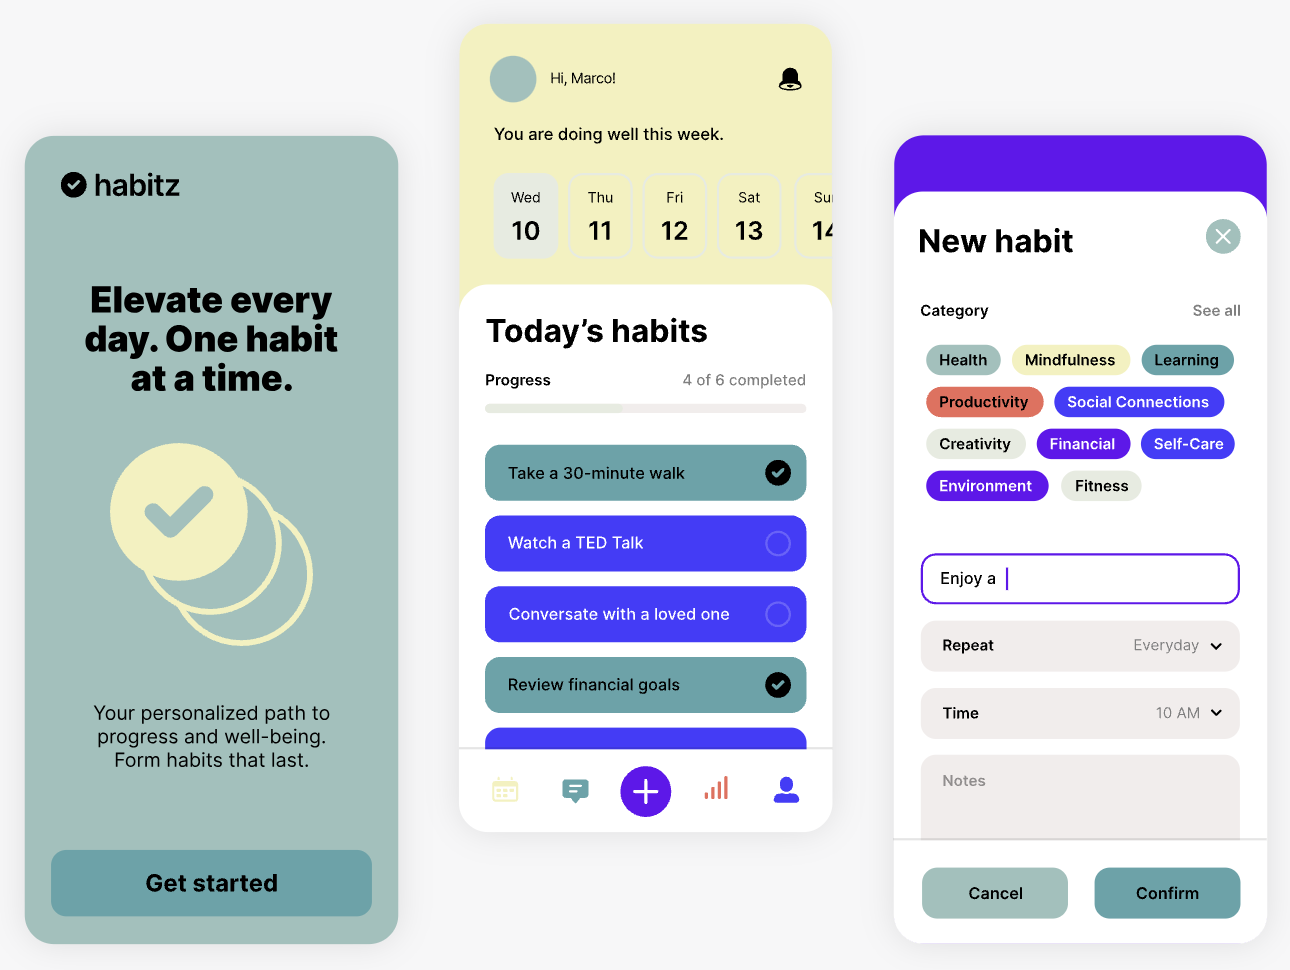 habitz
Elevate every
day. One habit
at a time.
Your personalized path to
progress and well-being.
Form habits that last.
Get started
Hi, Marco!
You are doing well this week.
Wed Thu Fri Sat Sun
10 11 12 13 14
Today’s habits
Progress 4 of 6 completed
Take a 30-minute walk
Watch a TED Talk
Conversate with a loved one
Review financial goals
New habit
Category See all
Health Mindfulness Learning
Productivity Social Connections
Creativity Financial Self-Care
Environment Fitness
Enjoy a
Repeat Everyday
Time 10 AM
Notes
Cancel Confirm